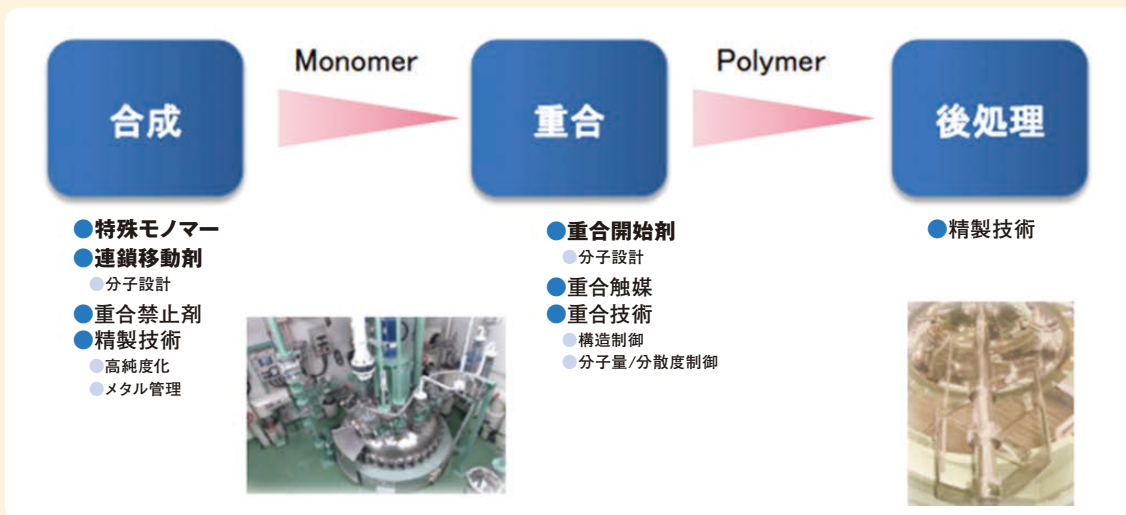 合成
Monomer
重合
Polymer
後処理
●特殊モノマー
●連鎖移動剤
●分子設計
●重合禁止剤
●精製技術
●高純度化
●メタル管理
●重合開始剤
●分子設計
●重合触媒
●重合技術
●構造制御
●分子量/分散度制御
●精製技術